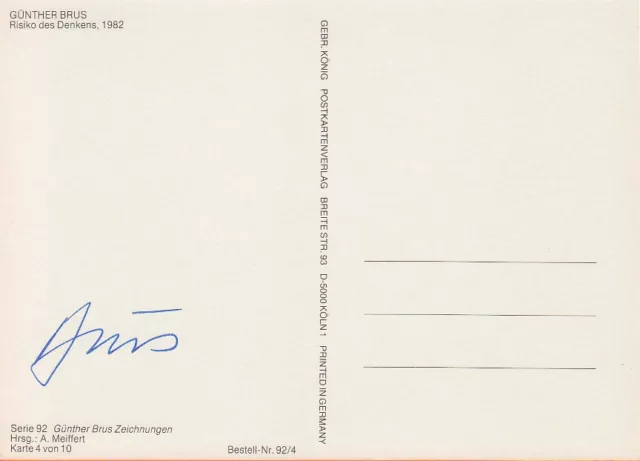 GÜNTHER BRUS
Risiko des Denkens, 1982
GEBR. KÖNIG POSTKARTENVERLAG BREITE STR. 93 D-5000 KÖLN 1 PRINTED IN GERMANY
Brus
Serie 92 Günther Brus Zeichnungen
Hrsg.: A. Meiffert
Karte 4 von 10
Bestell-Nr. 92/4